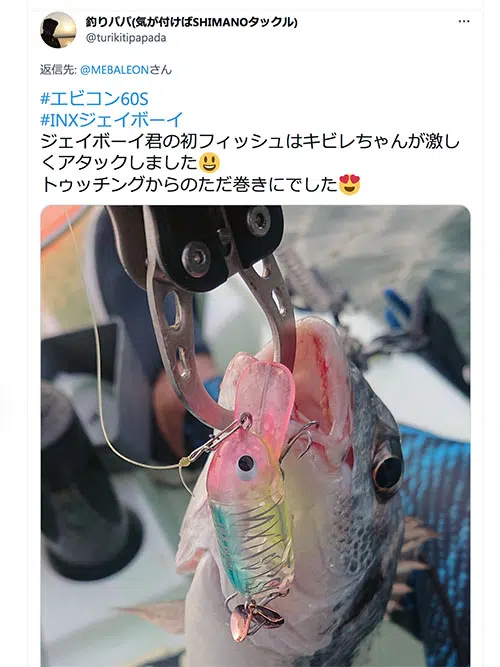 釣りパパ(気が付けばSHIMANOタックル)
@turikitipapada
返信先: @MEBALEONさん
#エビコン60S
#INXジェイボーイ
ジェイボーイ君の初フィッシュはキビレちゃんが激し
くアタックしました😃
トゥッチングからのただ巻きにでした😍